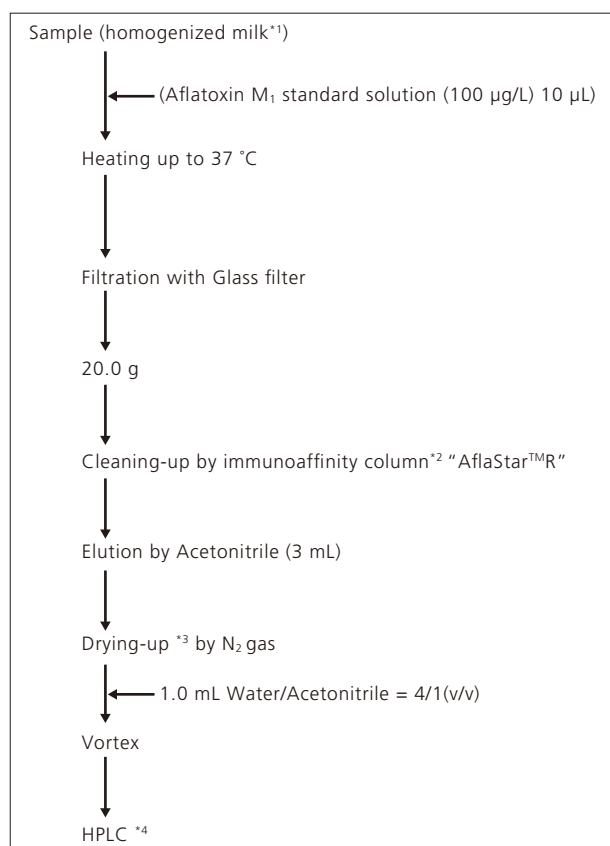 Sample (homogenized milk*1)
(Aflatoxin M₁ standard solution (100 µg/L) 10 µL)
Heating up to 37 ˚C
Filtration with Glass filter
20.0 g
Cleaning-up by immunoaffinity column*2 “AflaStar™R”
Elution by Acetonitrile (3 mL)
Drying-up *3 by N₂ gas
1.0 mL Water/Acetonitrile = 4/1(v/v)
Vortex
HPLC *4